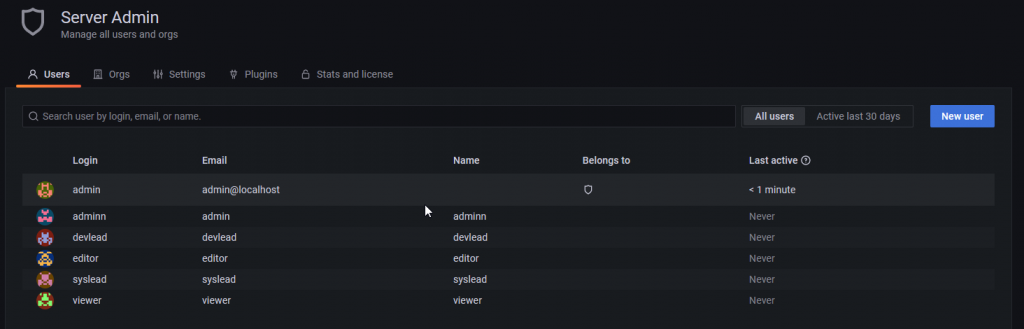 Server Admin
Manage all users and orgs
Users Orgs Settings Plugins Stats and license
Search user by login, email, or name. All users Active last 30 days New user
Login Email Name Belongs to Last active
admin admin@localhost < 1 minute
adminn admin adminn Never
devlead devlead devlead Never
editor editor editor Never
syslead syslead syslead Never
viewer viewer viewer Never